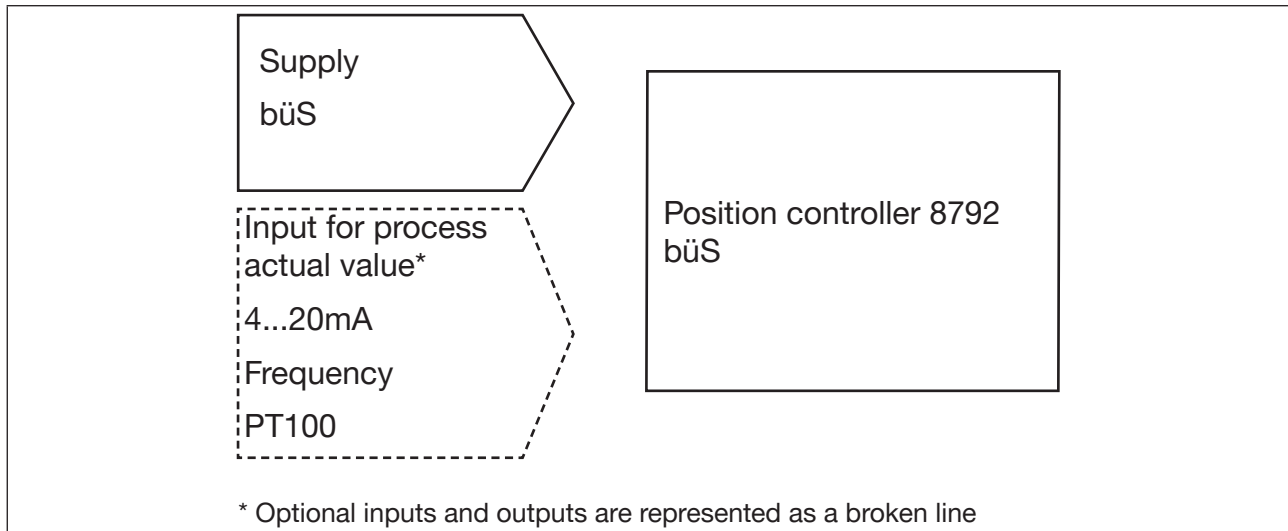 Supply
büS
Input for process
actual value*
4...20mA
Frequency
PT100
Position controller 8792
büS
* Optional inputs and outputs are represented as a broken line